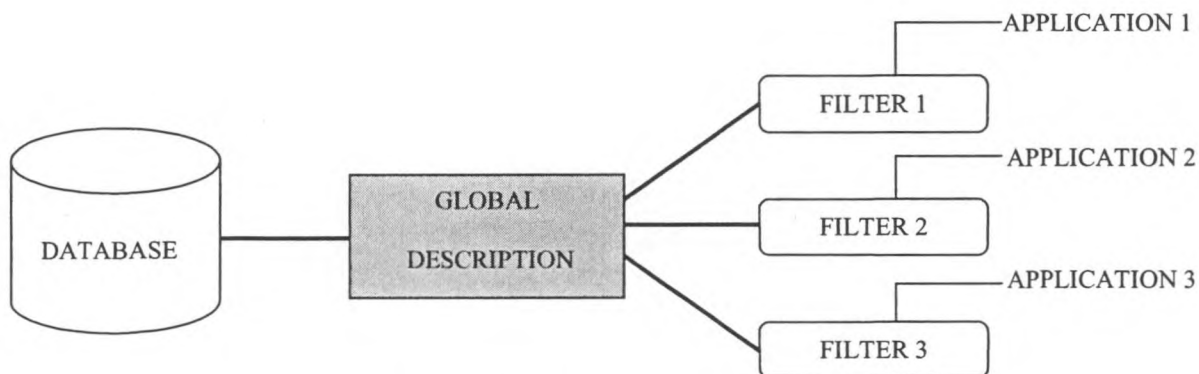 APPLICATION 1
FILTER 1
APPLICATION 2
GLOBAL
DESCRIPTION
FILTER 2
DATABASE
APPLICATION 3
FILTER 3